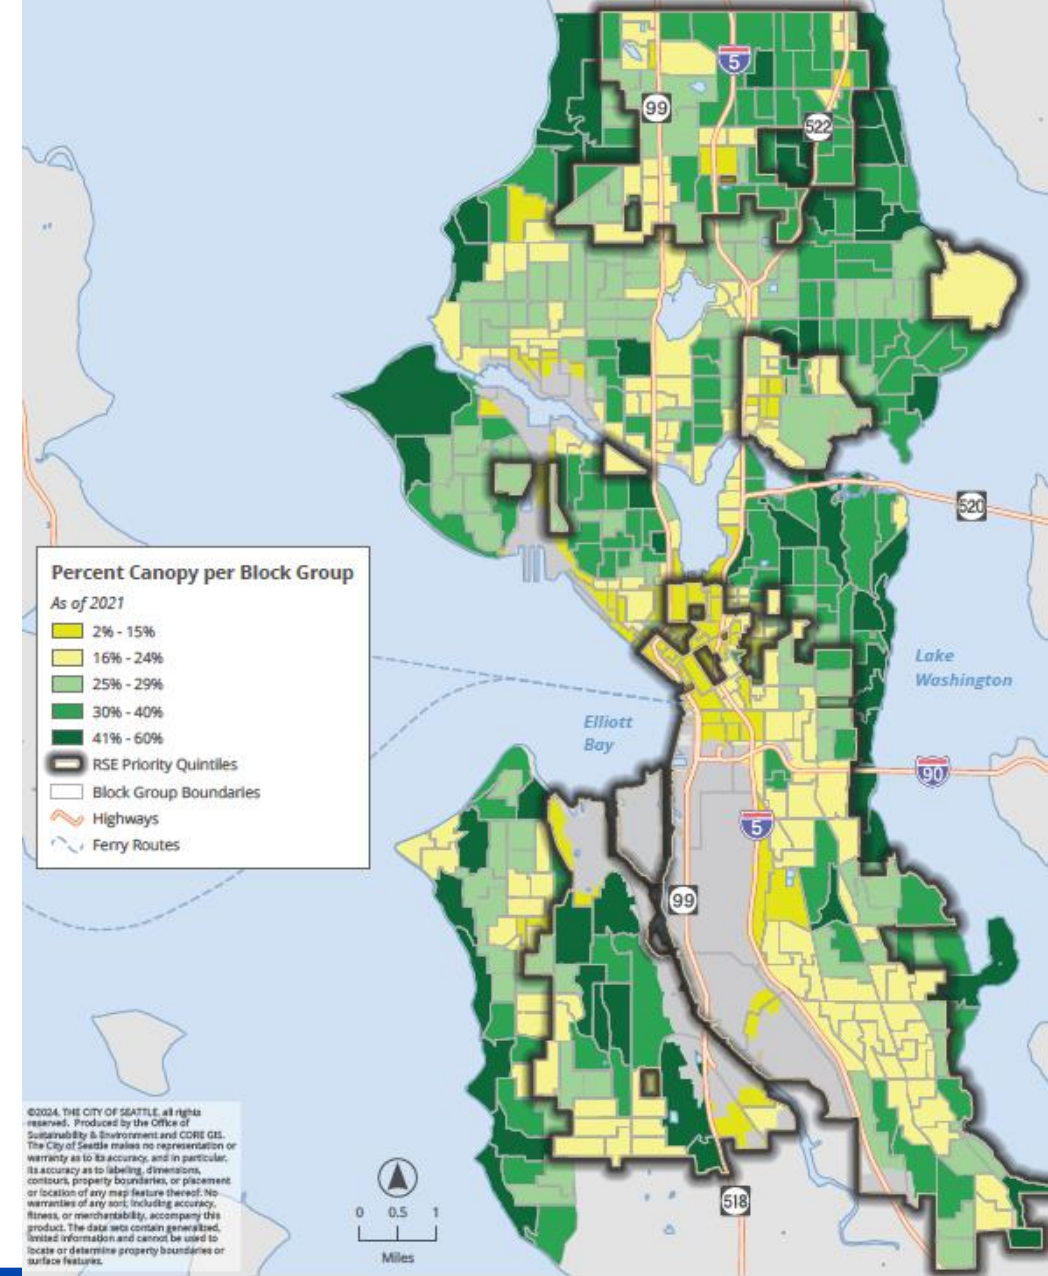 5
99
522
520
Percent Canopy per Block Group
As of 2021
2% - 15%
16% - 24%
25% - 29%
30% - 40%
41% - 60%
RSE Priority Quintiles
Block Group Boundaries
Highways
Ferry Routes
Lake
Washington
Elliott
Bay
90
5
99
©2024, THE CITY OF SEATTLE. all rights
reserved. Produced by the Office of
Sustainability & Environment and CORE GIS.
The City of Seattle makes no representation or
warranty as to its accuracy, and in particular,
its accuracy as to labeling, dimensions,
contours, property boundaries, or placement
or location of any map feature thereof. No
warranties of any sort, including accuracy,
fitness, or merchantability, accompany this
product. The data sets contain generalized,
limited information and cannot be used to
locate or determine property boundaries or
surface features.
0 0.5 1
Miles
518